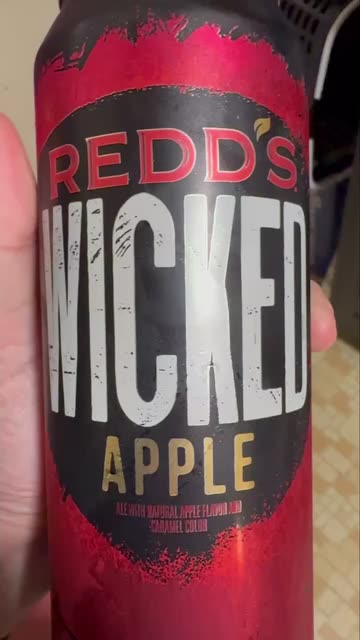 REDD'S
WICKED
APPLE
ALE WITH NATURAL APPLE FLAVOR AND
CARAMEL COLOR